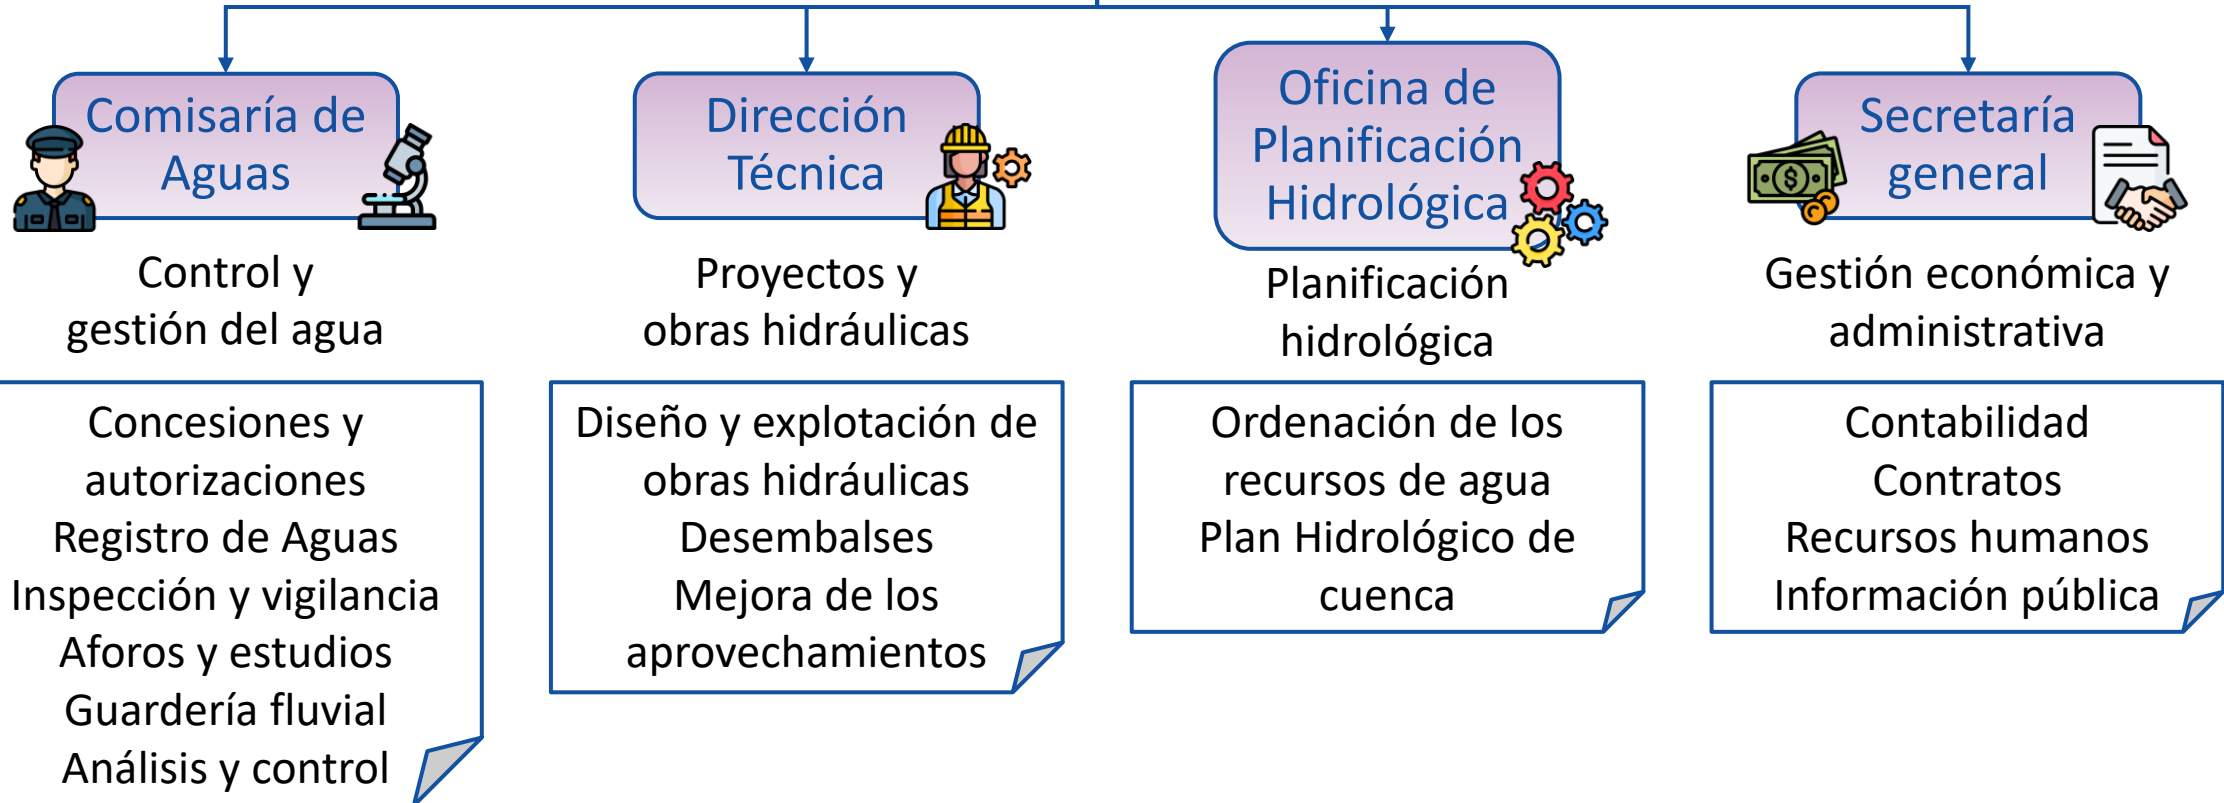 Comisaría de
Aguas
Control y
gestión del agua
Concesiones y
autorizaciones
Registro de Aguas
Inspección y vigilancia
Aforos y estudios
Guardería fluvial
Análisis y control
Dirección
Técnica
Proyectos y
obras hidráulicas
Diseño y explotación de
obras hidráulicas
Desembalses
Mejora de los
aprovechamientos
Oficina de
Planificación
Hidrológica
Planificación
hidrológica
Ordenación de los
recursos de agua
Plan Hidrológico de
cuenca
Secretaría
general
Gestión económica y
administrativa
Contabilidad
Contratos
Recursos humanos
Información pública